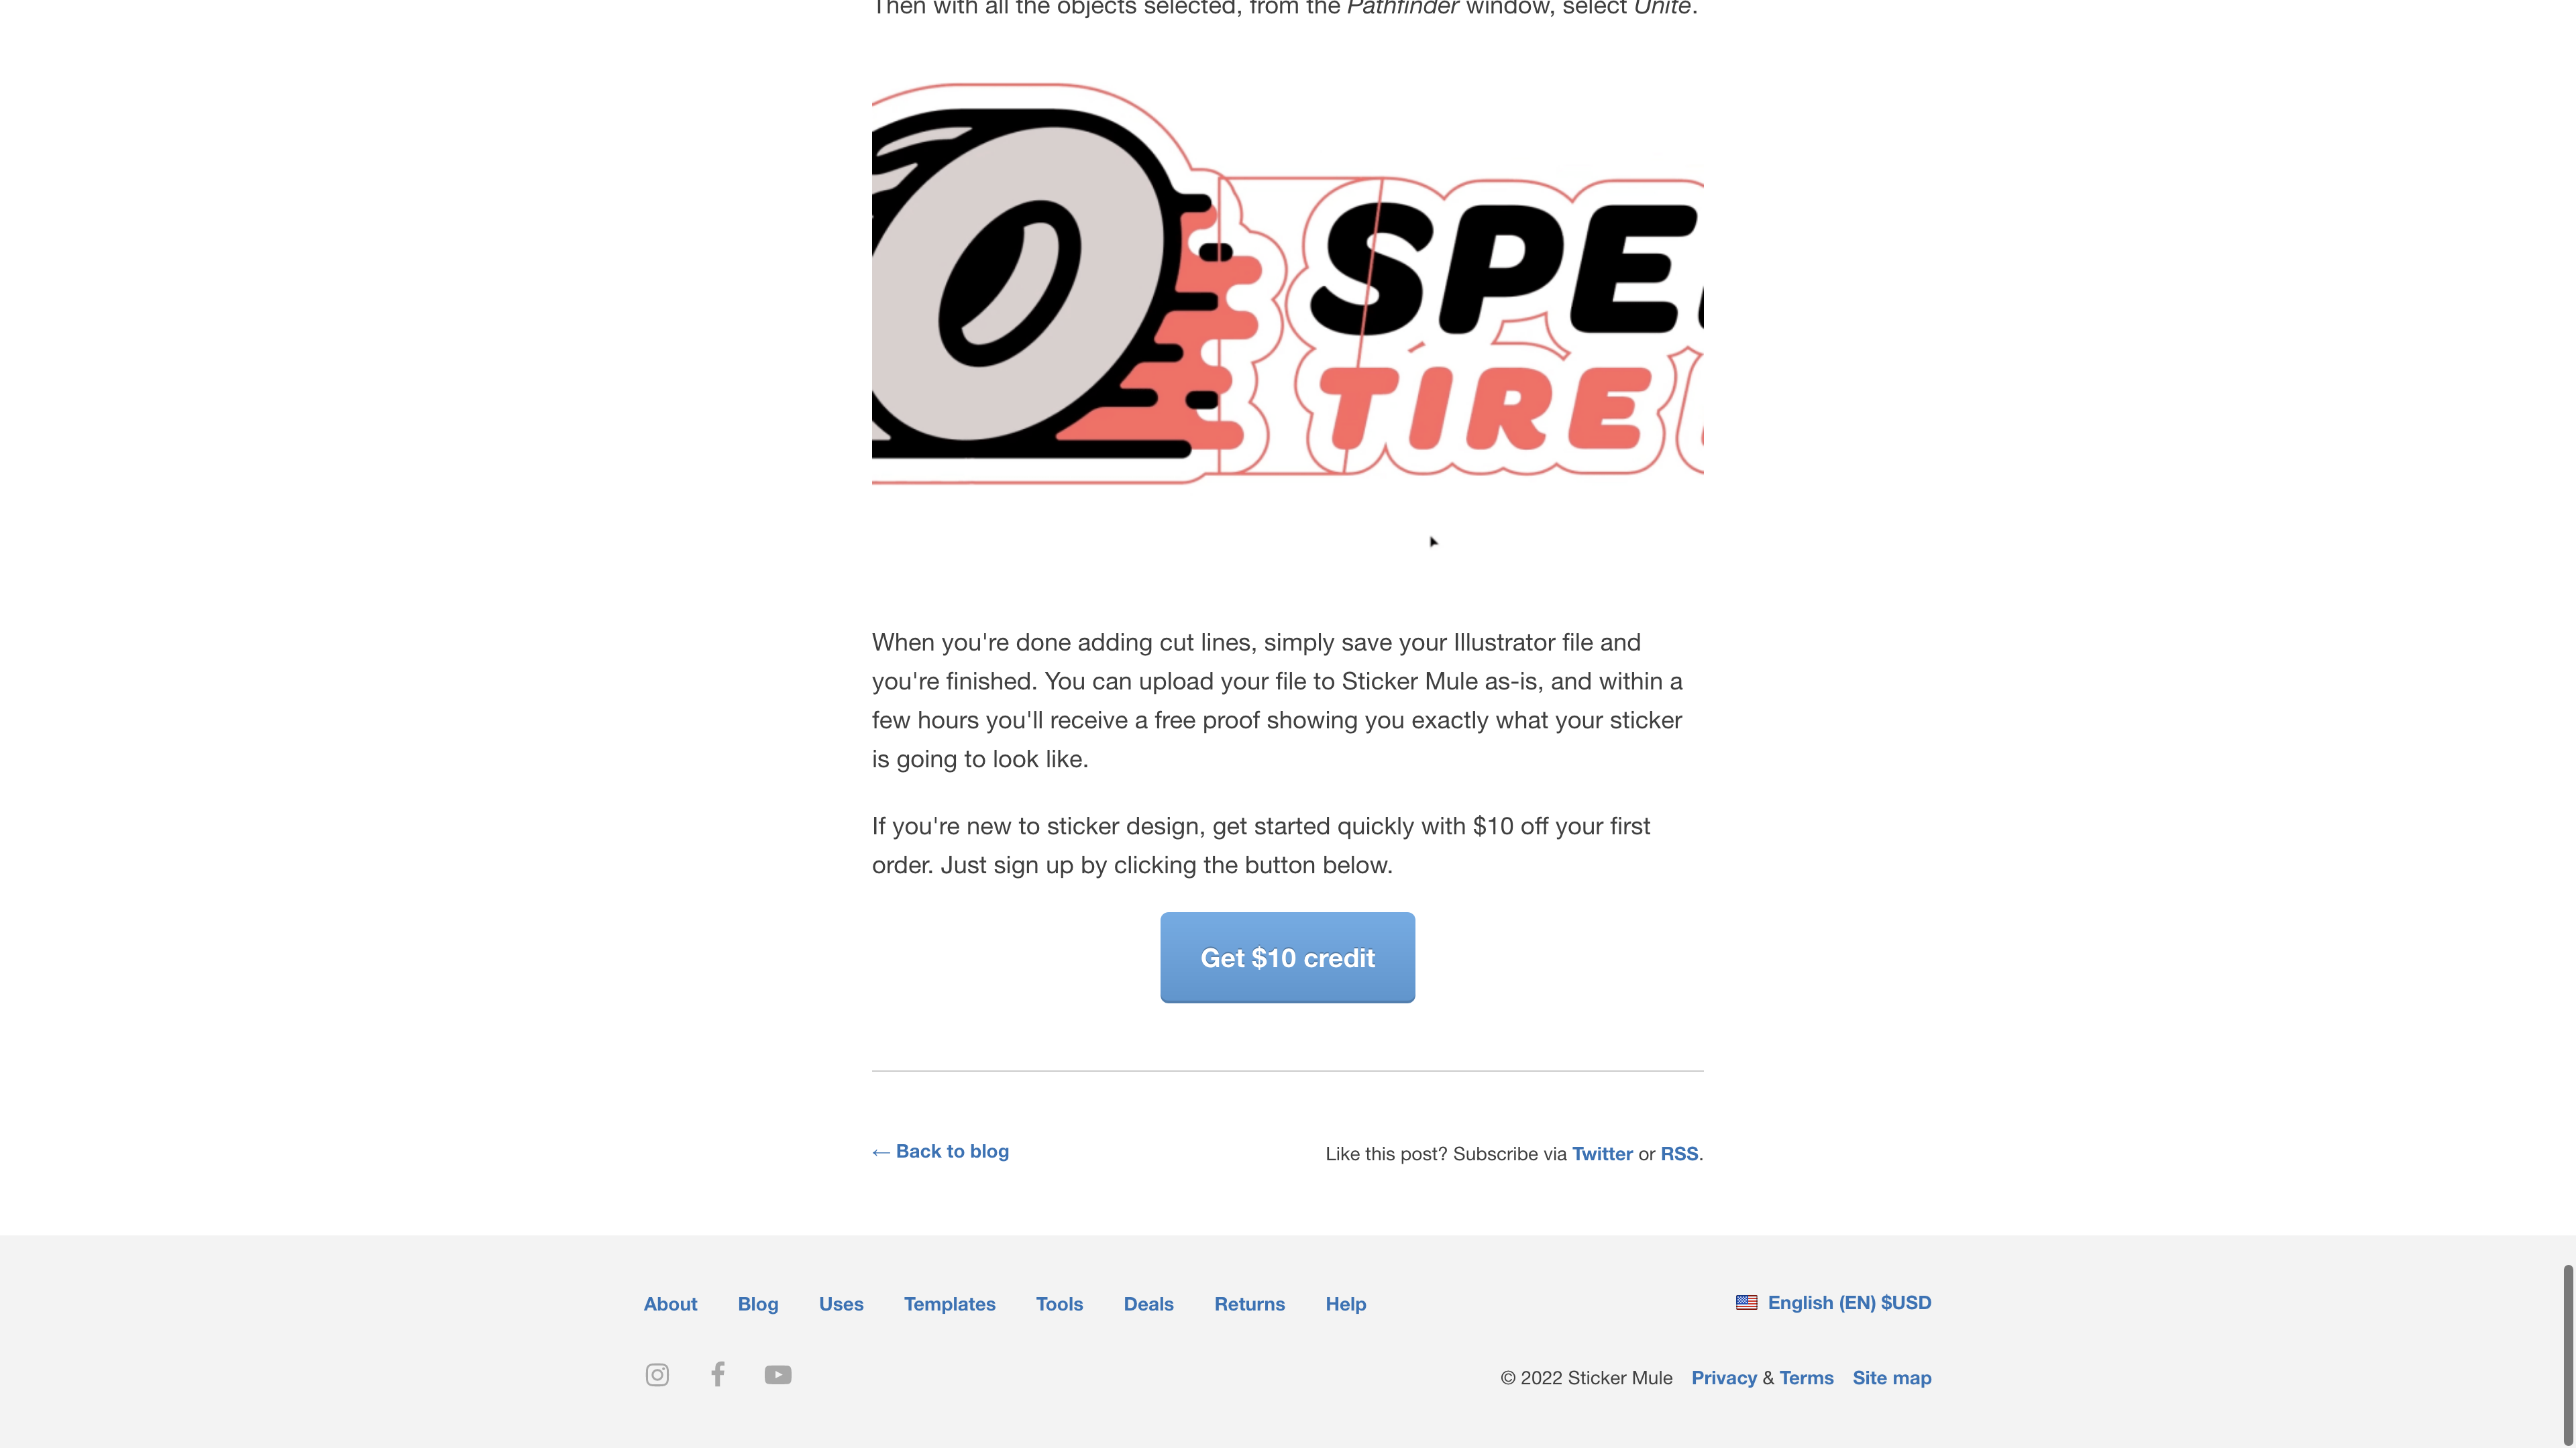 Then with all the objects selected, from the Pathfinder window, select Unite.
SPE
TIRE
When you're done adding cut lines, simply save your Illustrator file and
you're finished. You can upload your file to Sticker Mule as-is, and within a
few hours you'll receive a free proof showing you exactly what your sticker
is going to look like.
If you're new to sticker design, get started quickly with $10 off your first
order. Just sign up by clicking the button below.
Get $10 credit
← Back to blog
Like this post? Subscribe via Twitter or RSS.
About Blog Uses Templates Tools Deals Returns Help
English (EN) $USD
© 2022 Sticker Mule Privacy & Terms Site map